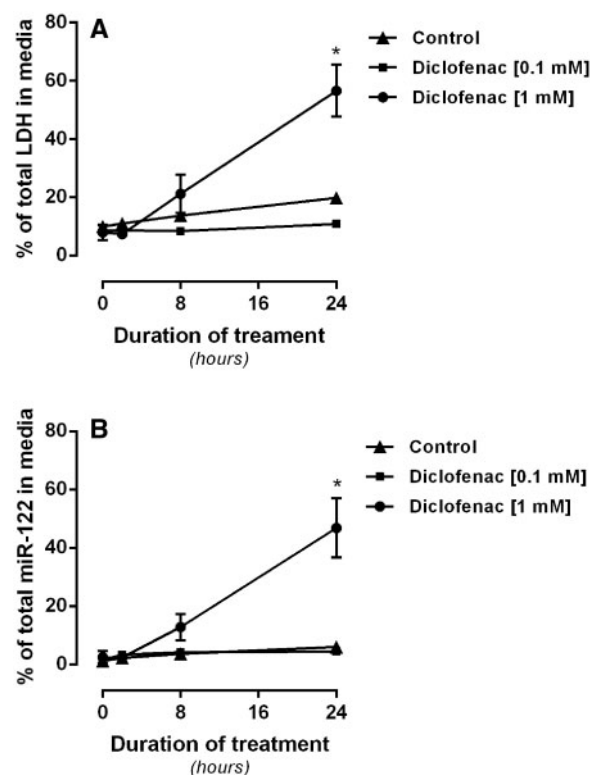 A
Control
Diclofenac [0.1 mM]
Diclofenac [1 mM]
% of total LDH in media
80
60
40
20
0
*
0 8 16 24
Duration of treament
(hours)
B
Control
Diclofenac [0.1 mM]
Diclofenac [1 mM]
% of total miR-122 in media
80
60
40
20
0
*
0 8 16 24
Duration of treatment
(hours)